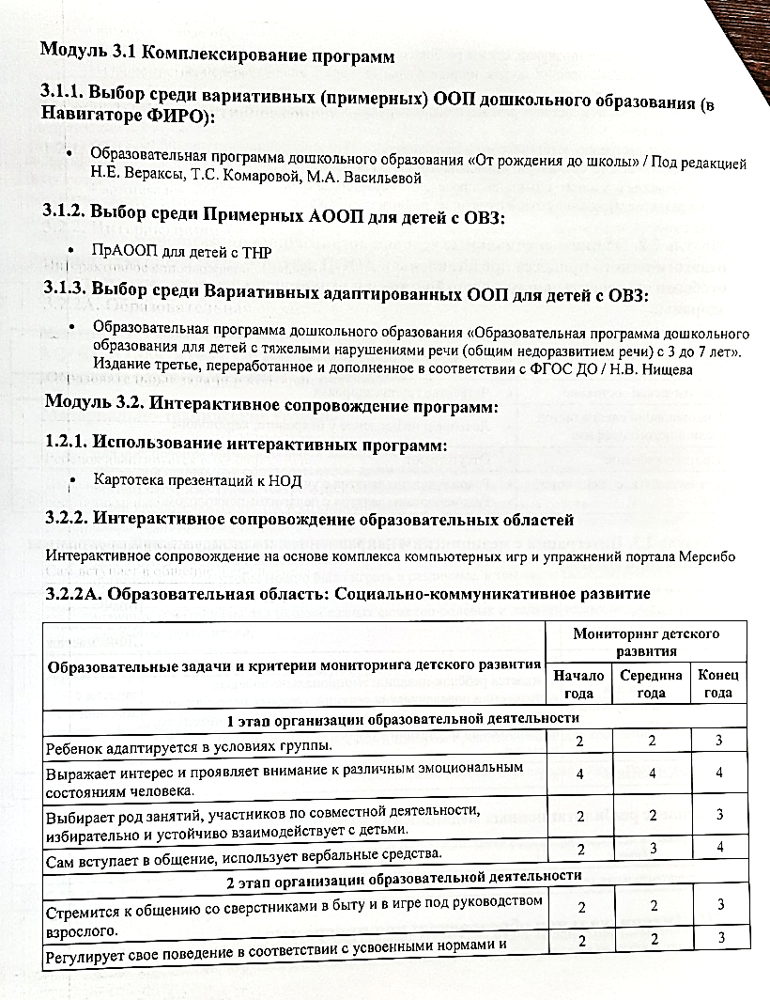 Модуль 3.1 Комплексирование программ
3.1.1. Выбор среди вариативных (примерных) ООП дошкольного образования (в
Навигаторе ФИРО):
• Образовательная программа дошкольного образования «От рождения до школы» / Под редакцией
Н.Е. Вераксы, Т.С. Комаровой, М.А. Васильевой
3.1.2. Выбор среди Примерных АООП для детей с ОВЗ:
• ПрАООП для детей с ТНР
3.1.3. Выбор среди Вариативных адаптированных ООП для детей с ОВЗ:
• Образовательная программа дошкольного образования «Образовательная программа дошкольного
образования для детей с тяжелыми нарушениями речи (общим недоразвитием речи) с 3 до 7 лет».
Издание третье, переработанное и дополненное в соответствии с ФГОС ДО / Н.В. Нищева
Модуль 3.2. Интерактивное сопровождение программ:
1.2.1. Использование интерактивных программ:
• Картотека презентаций к НОД
3.2.2. Интерактивное сопровождение образовательных областей
Интерактивное сопровождение на основе комплекса компьютерных игр и упражнений портала Мерсибо
3.2.2А. Образовательная область: Социально-коммуникативное развитие
Образовательные задачи и критерии мониторинга детского развития
Мониторинг детского
развития
Начало года
Середина года
Конец года
1 этап организации образовательной деятельности
Ребенок адаптируется в условиях группы. 2 2 3
Выражает интерес и проявляет внимание к различным эмоциональным
состояниям человека. 4 4 4
Выбирает род занятий, участников по совместной деятельности,
избирательно и устойчиво взаимодействует с детьми. 2 2 3
Сам вступает в общение, использует вербальные средства. 2 3 4
2 этап организации образовательной деятельности
Стремится к общению со сверстниками в быту и в игре под руководством
взрослого. 2 2 3
Регулирует свое поведение в соответствии с усвоенными нормами и 2 2 3